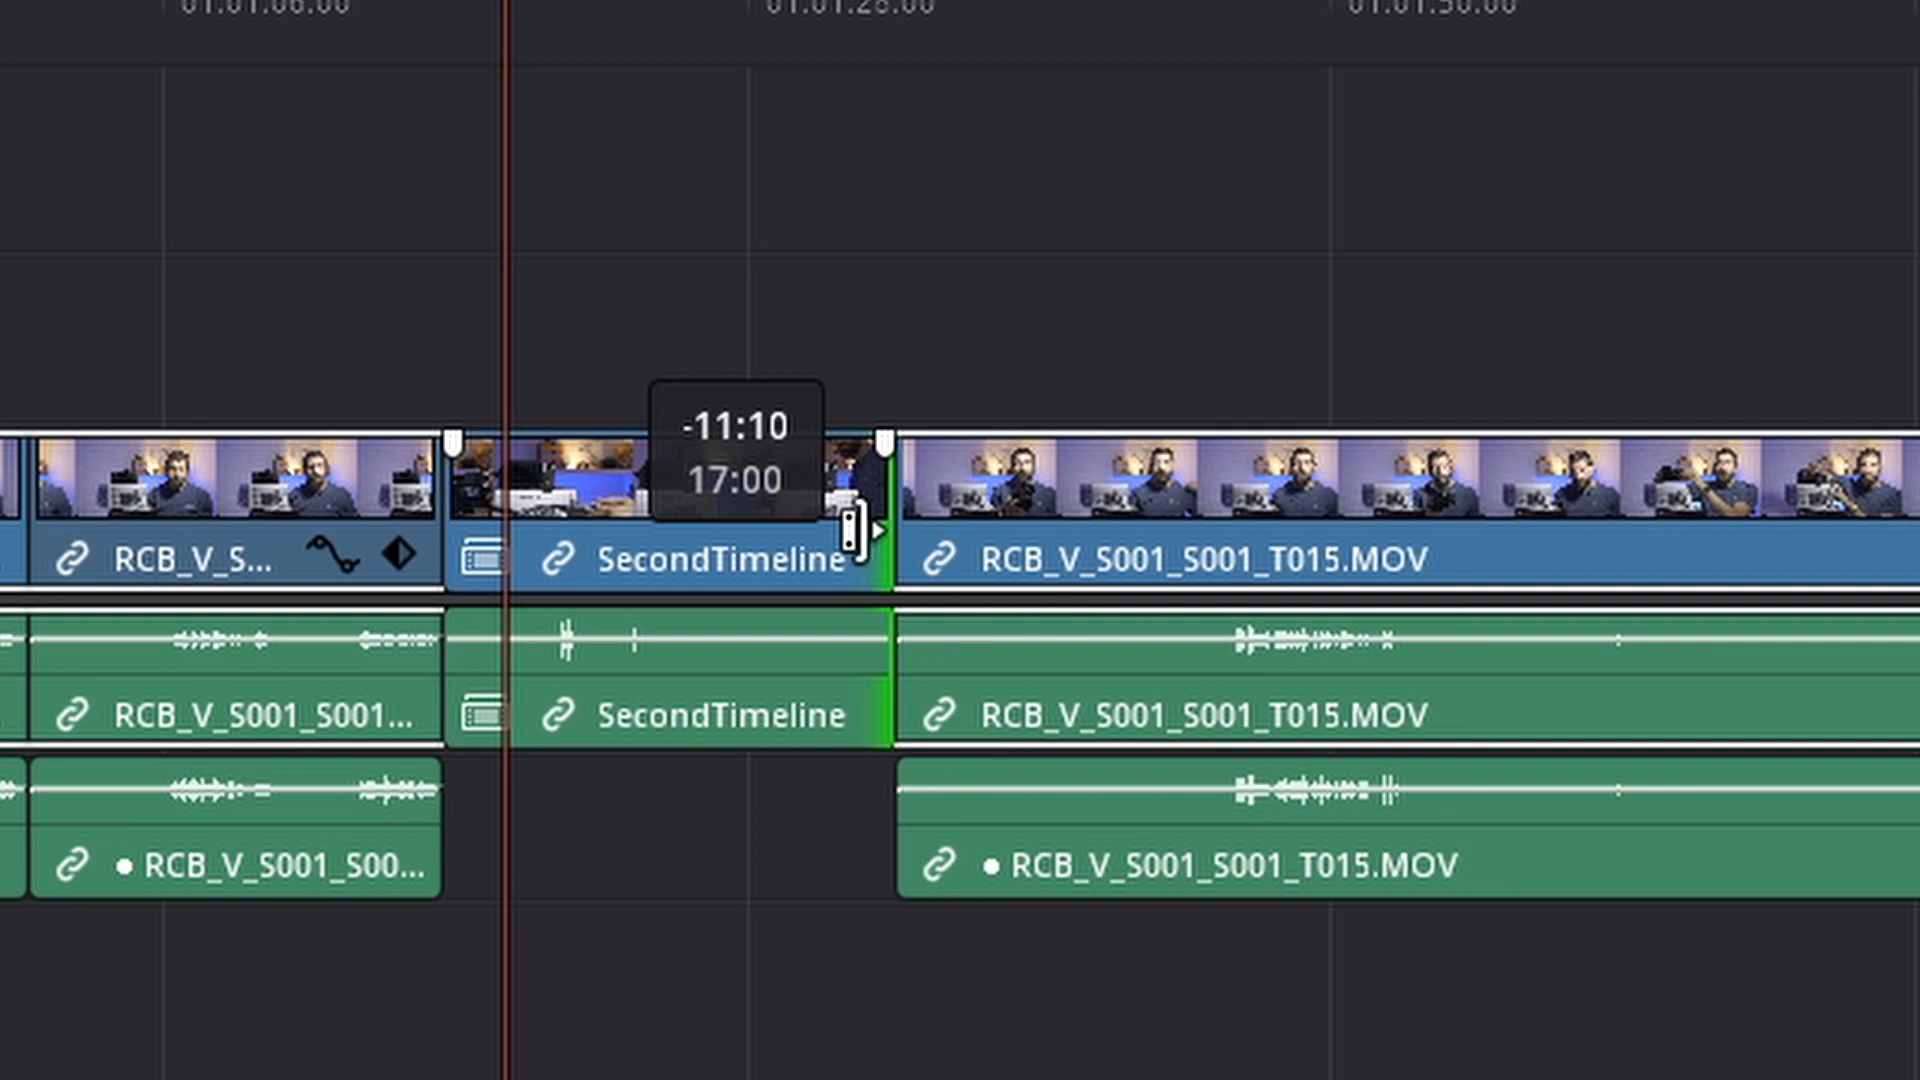 01:01:06:00
01:01:28:00
01:01:50:00
-11:10
17:00
RCB_V_S...
SecondTimeline
RCB_V_S001_S001_T015.MOV
RCB_V_S001_S001...
SecondTimeline
RCB_V_S001_S001_T015.MOV
RCB_V_S001_S00...
RCB_V_S001_S001_T015.MOV